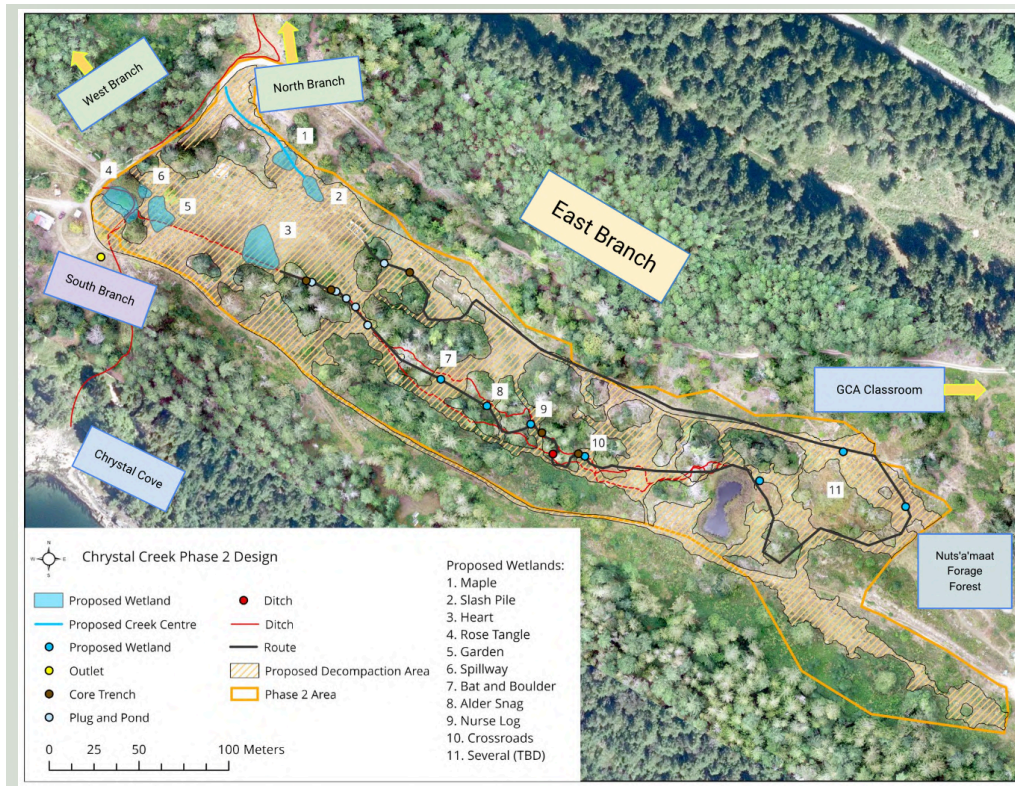 West Branch
North Branch
1
4
6
2
5
3
East Branch
South Branch
7
GCA Classroom
8
9
10
Chrystal Cove
11
N
W
E
S
Chrystal Creek Phase 2 Design
Proposed Wetland
Proposed Creek Centre
Proposed Wetland
Outlet
Core Trench
Plug and Pond
Ditch
Ditch
Route
Proposed Decompaction Area
Phase 2 Area
0 25 50 100 Meters
Proposed Wetlands:
1. Maple
2. Slash Pile
3. Heart
4. Rose Tangle
5. Garden
6. Spillway
7. Bat and Boulder
8. Alder Snag
9. Nurse Log
10. Crossroads
11. Several (TBD)
Nuts'a'maat
Forage
Forest